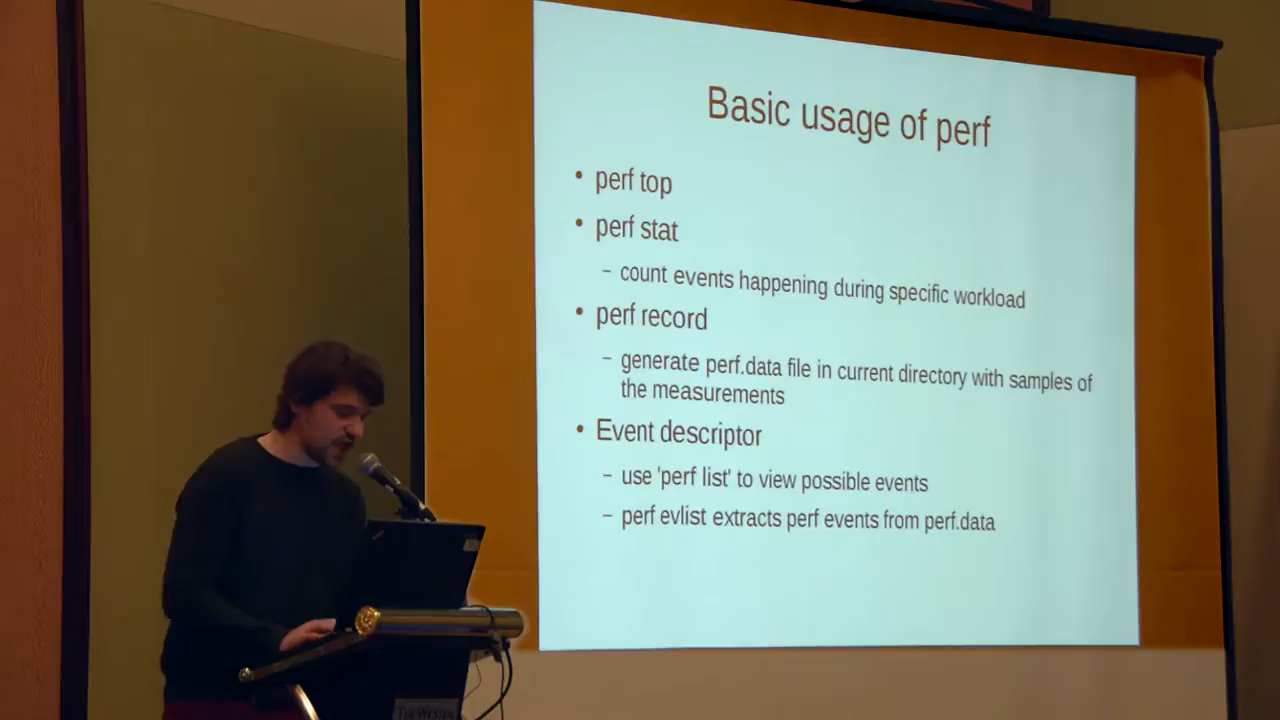 Basic usage of perf
• perf top
• perf stat
– count events happening during specific workload
• perf record
– generate perf.data file in current directory with samples of
the measurements
• Event descriptor
– use 'perf list' to view possible events
– perf evlist extracts perf events from perf.data